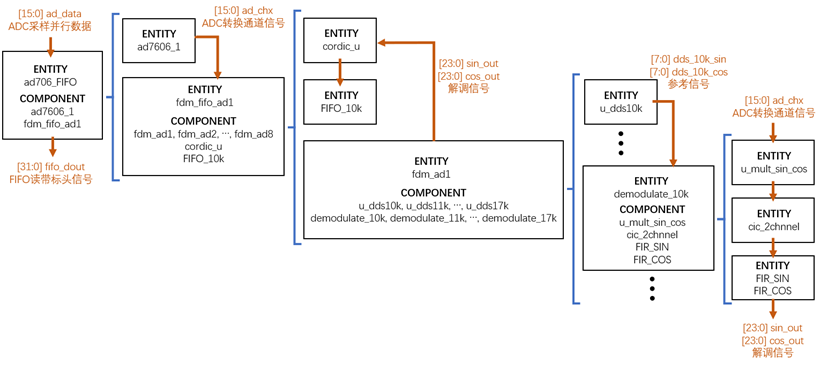 [15:0] ad_data
ADC采样并行数据
ENTITY
ad706_FIFO
COMPONENT
ad7606_1
fdm_fifo_ad1
[31:0] fifo_dout
FIFO读带标头信号
ENTITY
ad7606_1
[15:0] ad_chx
ADC转换通道信号
ENTITY
fdm_fifo_ad1
COMPONENT
fdm_ad1, fdm_ad2, ···, fdm_ad8
cordic_u
FIFO_10k
ENTITY
cordic_u
ENTITY
FIFO_10k
[23:0] sin_out
[23:0] cos_out
解调信号
ENTITY
fdm_ad1
COMPONENT
u_dds10k, u_dds11k, ···, u_dds17k
demodulate_10k, demodulate_11k, ···, demodulate_17k
ENTITY
u_dds10k
[7:0] dds_10k_sin
[7:0] dds_10k_cos
参考信号
ENTITY
demodulate_10k
COMPONENT
u_mult_sin_cos
cic_2chnnel
FIR_SIN
FIR_COS
[15:0] ad_chx
ADC转换通道信号
ENTITY
u_mult_sin_cos
ENTITY
cic_2chnnel
ENTITY
FIR_SIN
FIR_COS
[23:0] sin_out
[23:0] cos_out
解调信号